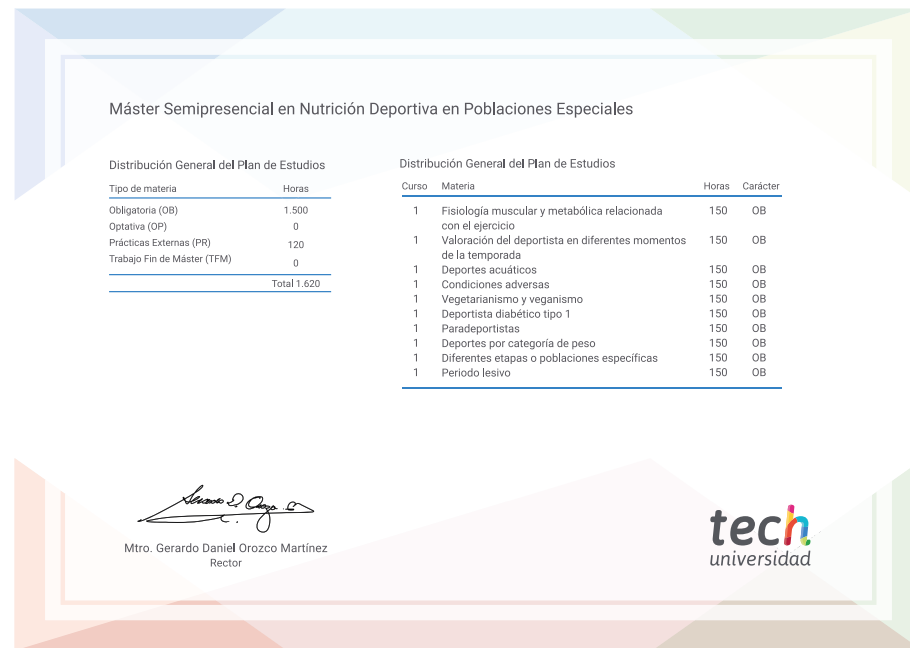 Máster Semipresencial en Nutrición Deportiva en Poblaciones Especiales
Distribución General del Plan de Estudios
Tipo de materia Horas
Obligatoria (OB) 1.500
Optativa (OP) 0
Prácticas Externas (PR) 120
Trabajo Fin de Máster (TFM) 0
Total 1.620
Distribución General del Plan de Estudios
Curso Materia Horas Carácter
1 Fisiología muscular y metabólica relacionada 150 OB
con el ejercicio
1 Valoración del deportista en diferentes momentos 150 OB
de la temporada
1 Deportes acuáticos 150 OB
1 Condiciones adversas 150 OB
1 Vegetarianismo y veganismo 150 OB
1 Deportista diabético tipo 1 150 OB
1 Paradeportistas 150 OB
1 Deportes por categoría de peso 150 OB
1 Diferentes etapas o poblaciones específicas 150 OB
1 Periodo lesivo 150 OB
Mtro. Gerardo Daniel Orozco Martínez
Rector
tech
universidad